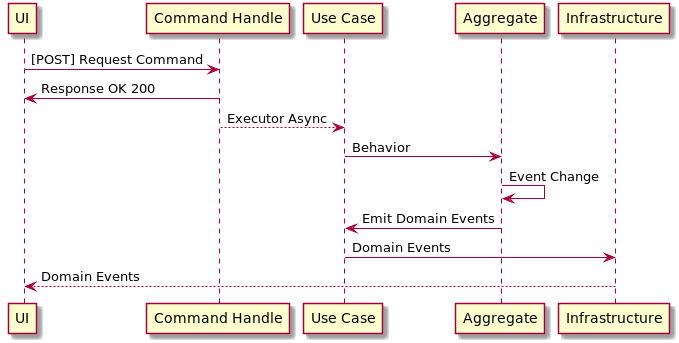 UI
Command Handle
Use Case
Aggregate
Infrastructure
[POST] Request Command
Response OK 200
Executor Async
Behavior
Event Change
Emit Domain Events
Domain Events
Domain Events
UI
Command Handle
Use Case
Aggregate
Infrastructure